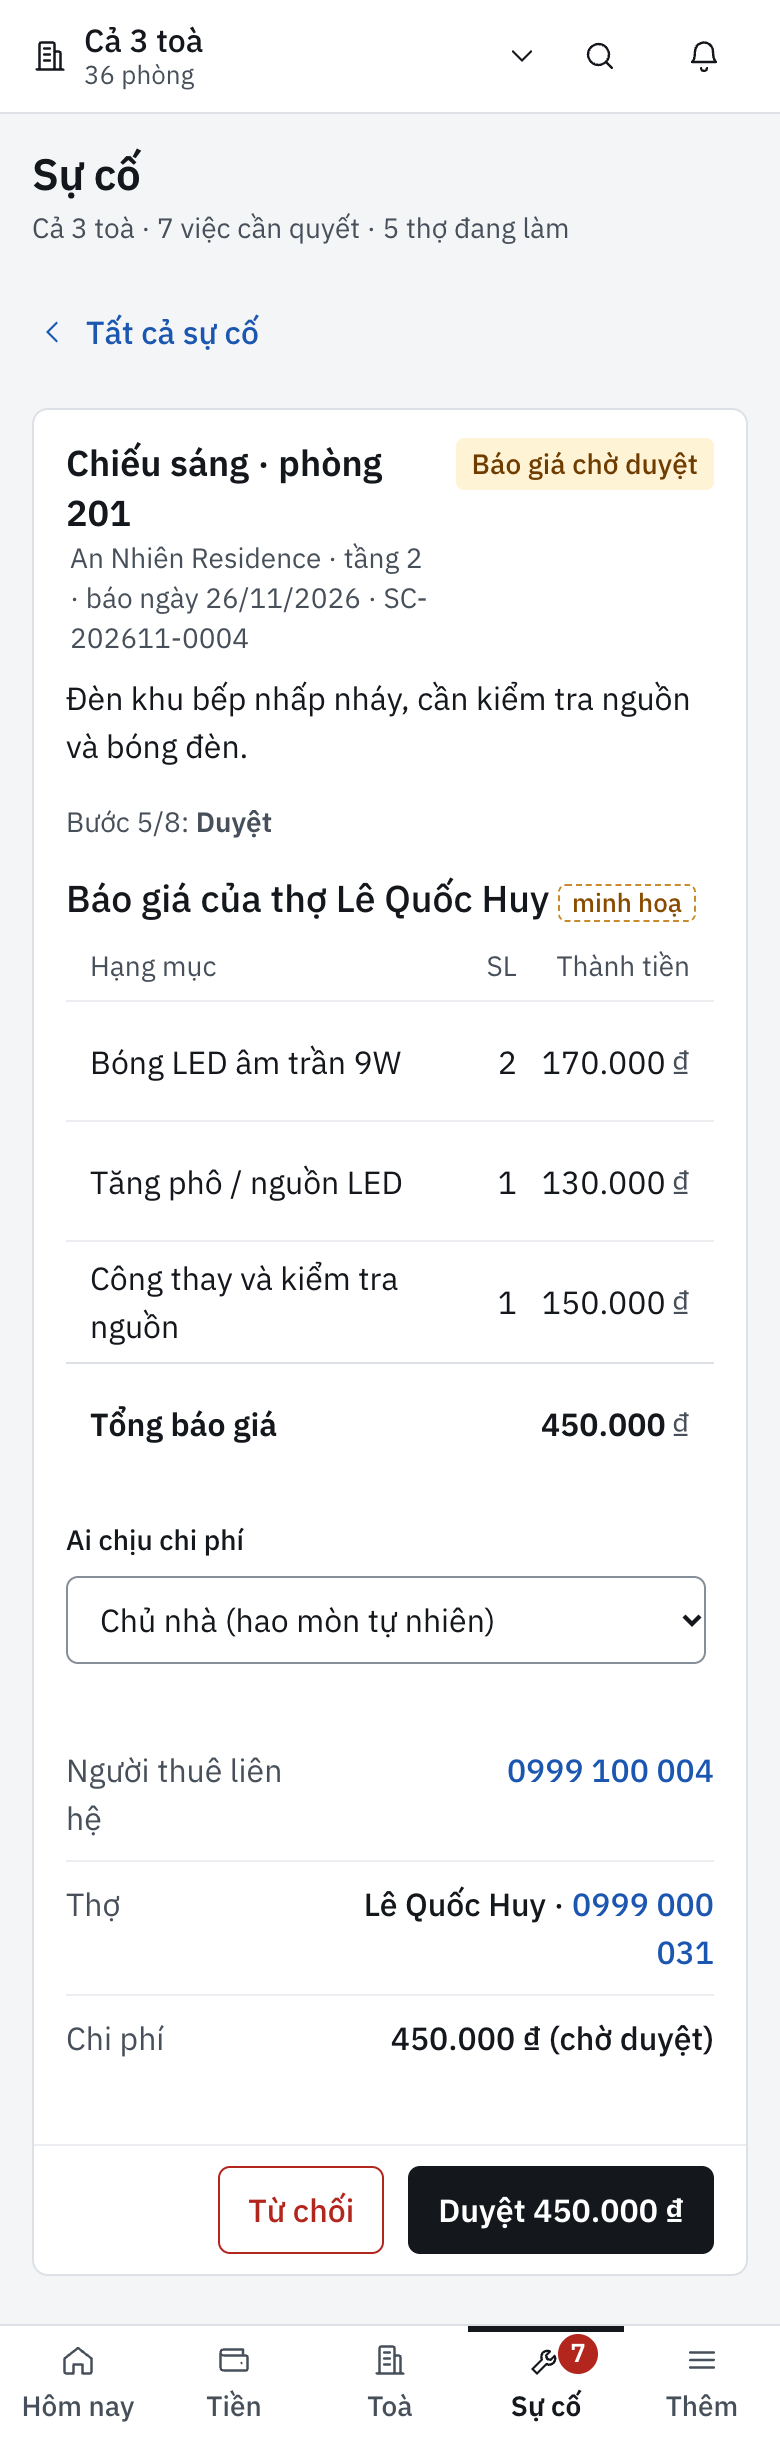 Cả 3 toà
36 phòng
Sự cố
Cả 3 toà · 7 việc cần quyết · 5 thợ đang làm
Tất cả sự cố
Chiếu sáng · phòng
201
Báo giá chờ duyệt
An Nhiên Residence · tầng 2
· báo ngày 26/11/2026 · SC-
202611-0004
Đèn khu bếp nhấp nháy, cần kiểm tra nguồn
và bóng đèn.
Bước 5/8: Duyệt
Báo giá của thợ Lê Quốc Huy minh hoạ
Hạng mục SL Thành tiền
Bóng LED âm trần 9W 2 170.000 ₫
Tăng phô / nguồn LED 1 130.000 ₫
Công thay và kiểm tra
nguồn 1 150.000 ₫
Tổng báo giá 450.000 ₫
Ai chịu chi phí
Chủ nhà (hao mòn tự nhiên)
Người thuê liên
hệ
0999 100 004
Thợ Lê Quốc Huy · 0999 000
031
Chi phí 450.000 ₫ (chờ duyệt)
Từ chối Duyệt 450.000 ₫
7
Hôm nay Tiền Toà Sự cố Thêm